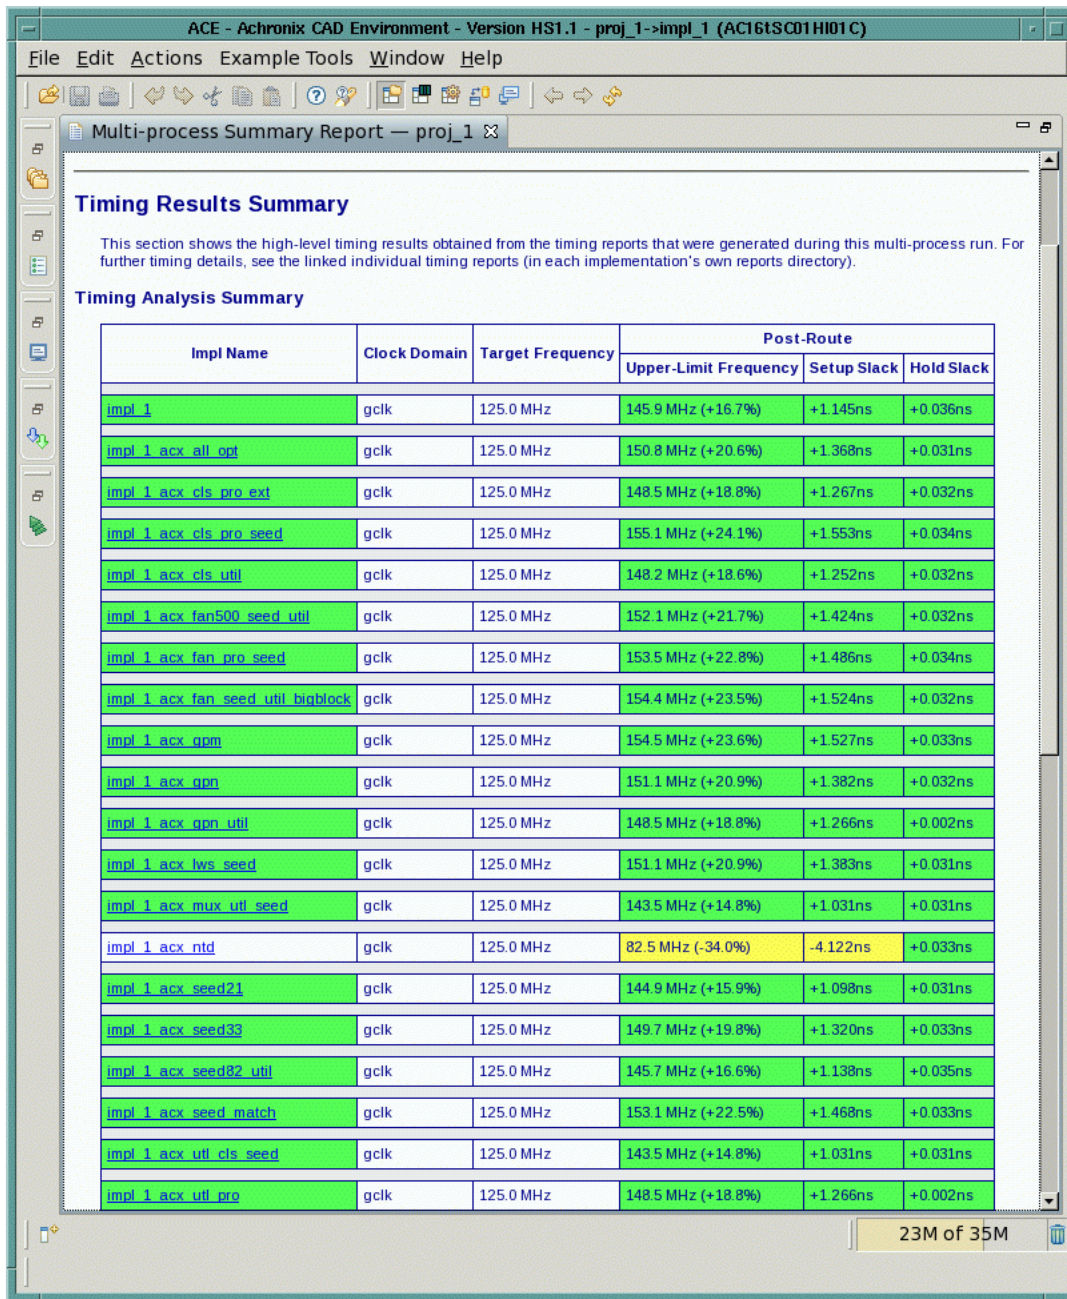 ACE - Achronix CAD Environment - Version HS1.1 - proj_1->impl_1 (AC16tSC01HI01C)
File Edit Actions Example Tools Window Help
Multi-process Summary Report — proj_1
Timing Results Summary
This section shows the high-level timing results obtained from the timing reports that were generated during this multi-process run. For
further timing details, see the linked individual timing reports (in each implementation's own reports directory).
Timing Analysis Summary
Impl Name Clock Domain Target Frequency Post-Route
Upper-Limit Frequency Setup Slack Hold Slack
impl_1 gclk 125.0 MHz 145.9 MHz (+16.7%) +1.145ns +0.036ns
impl_1_acx_all_opt gclk 125.0 MHz 150.8 MHz (+20.6%) +1.368ns +0.031ns
impl_1_acx_cls_pro_ext gclk 125.0 MHz 148.5 MHz (+18.8%) +1.267ns +0.032ns
impl_1_acx_cls_pro_seed gclk 125.0 MHz 155.1 MHz (+24.1%) +1.553ns +0.034ns
impl_1_acx_cls_util gclk 125.0 MHz 148.2 MHz (+18.6%) +1.252ns +0.032ns
impl_1_acx_fan500_seed_util gclk 125.0 MHz 152.1 MHz (+21.7%) +1.424ns +0.032ns
impl_1_acx_fan_pro_seed gclk 125.0 MHz 153.5 MHz (+22.8%) +1.486ns +0.034ns
impl_1_acx_fan_seed_util_bigblock gclk 125.0 MHz 154.4 MHz (+23.5%) +1.524ns +0.032ns
impl_1_acx_qpm gclk 125.0 MHz 154.5 MHz (+23.6%) +1.527ns +0.033ns
impl_1_acx_qpn gclk 125.0 MHz 151.1 MHz (+20.9%) +1.382ns +0.032ns
impl_1_acx_qpn_util gclk 125.0 MHz 148.5 MHz (+18.8%) +1.266ns +0.002ns
impl_1_acx_lws_seed gclk 125.0 MHz 151.1 MHz (+20.9%) +1.383ns +0.031ns
impl_1_acx_mux_utl_seed gclk 125.0 MHz 143.5 MHz (+14.8%) +1.031ns +0.031ns
impl_1_acx_ntd gclk 125.0 MHz 82.5 MHz (-34.0%) -4.122ns +0.033ns
impl_1_acx_seed21 gclk 125.0 MHz 144.9 MHz (+15.9%) +1.098ns +0.031ns
impl_1_acx_seed33 gclk 125.0 MHz 149.7 MHz (+19.8%) +1.320ns +0.033ns
impl_1_acx_seed82_util gclk 125.0 MHz 145.7 MHz (+16.6%) +1.138ns +0.035ns
impl_1_acx_seed_match gclk 125.0 MHz 153.1 MHz (+22.5%) +1.468ns +0.033ns
impl_1_acx_utl_cls_seed gclk 125.0 MHz 143.5 MHz (+14.8%) +1.031ns +0.031ns
impl_1_acx_utl_pro gclk 125.0 MHz 148.5 MHz (+18.8%) +1.266ns +0.002ns
23M of 35M